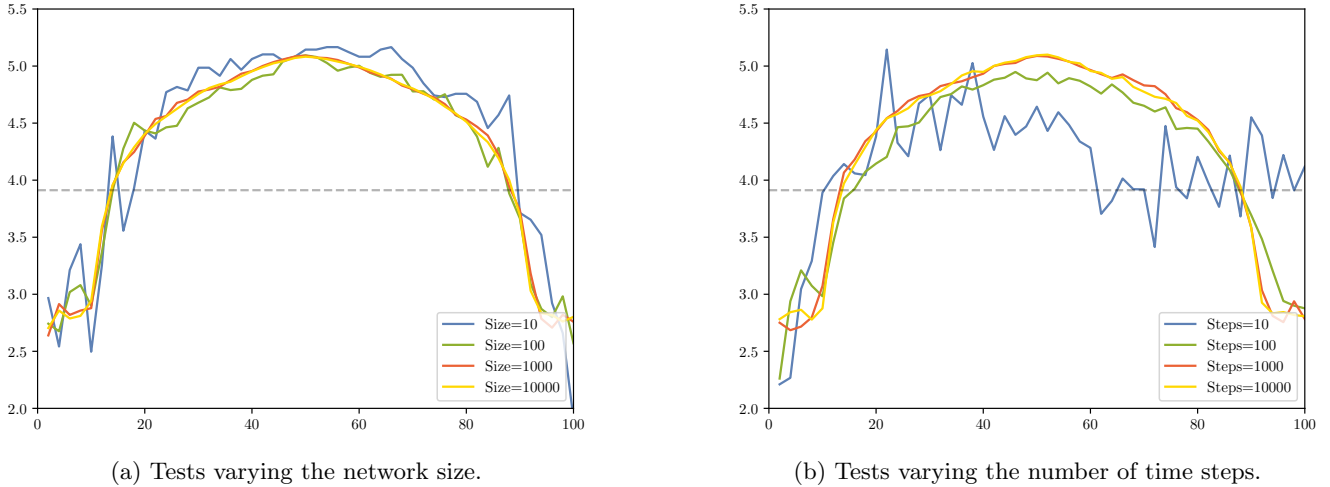 5.5
5.0
4.5
4.0
3.5
3.0
2.5
2.0
0
20
40
60
80
100
Size=10
Size=100
Size=1000
Size=10000
(a) Tests varying the network size.
5.5
5.0
4.5
4.0
3.5
3.0
2.5
2.0
0
20
40
60
80
100
Steps=10
Steps=100
Steps=1000
Steps=10000
(b) Tests varying the number of time steps.